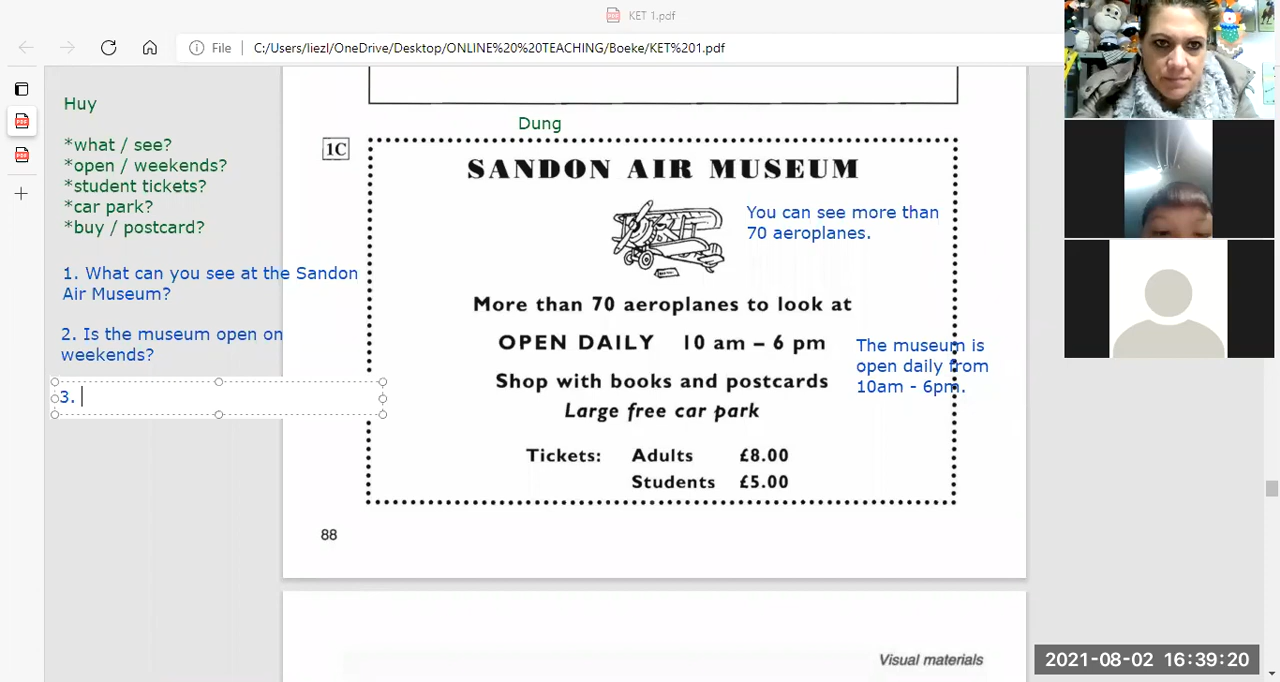 KET 1.pdf
File
C:/Users/liezl/OneDrive/Desktop/ONLINE%20%20TEACHING/Boeke/KET%201.pdf
Huy
*what / see?
*open / weekends?
*student tickets?
*car park?
*buy / postcard?
1. What can you see at the Sandon
Air Museum?
2. Is the museum open on
weekends?
3.
Dung
1C
SANDON AIR MUSEUM
You can see more than
70 aeroplanes.
More than 70 aeroplanes to look at
OPEN DAILY 10 am – 6 pm
The museum is
open daily from
10am - 6pm.
Shop with books and postcards
Large free car park
Tickets: Adults £8.00
Students £5.00
88
Visual materials
2021-08-02 16:39:20